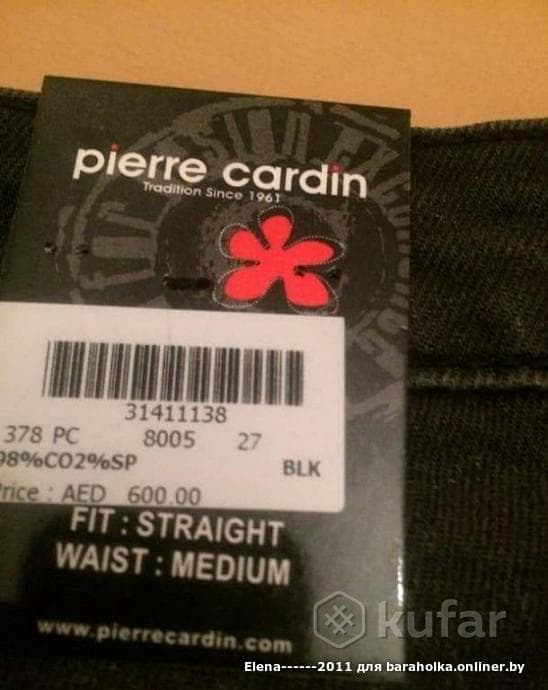 pierre cardin
Tradition Since 1961
31411138
378 PC 8005 27
98%CO2%SP BLK
Price : AED 600.00
FIT : STRAIGHT
WAIST : MEDIUM
www.pierrecardin.com
kufar
Elena------2011 для baraholka.onliner.by